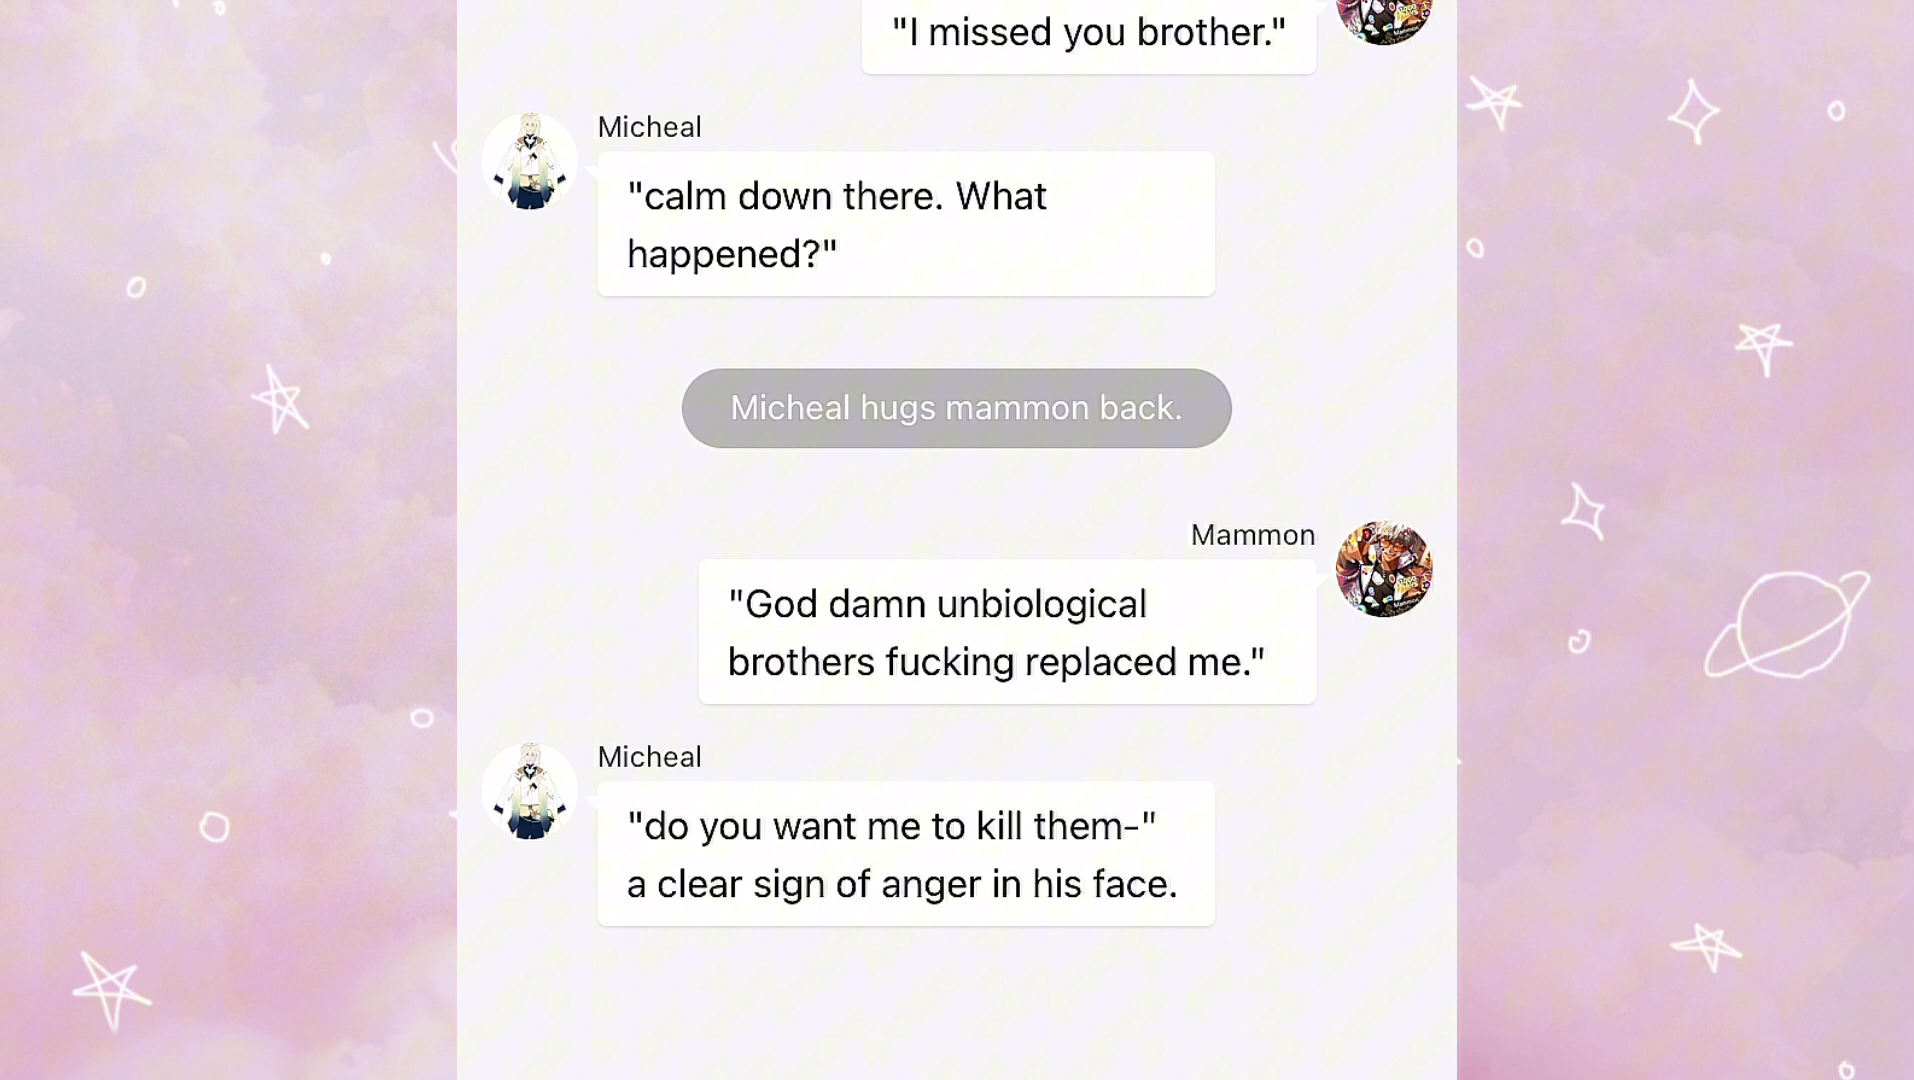 "I missed you brother."
Micheal
"calm down there. What
happened?"
Micheal hugs mammon back.
Mammon
"God damn unbiological
brothers fucking replaced me."
Micheal
"do you want me to kill them-"
a clear sign of anger in his face.